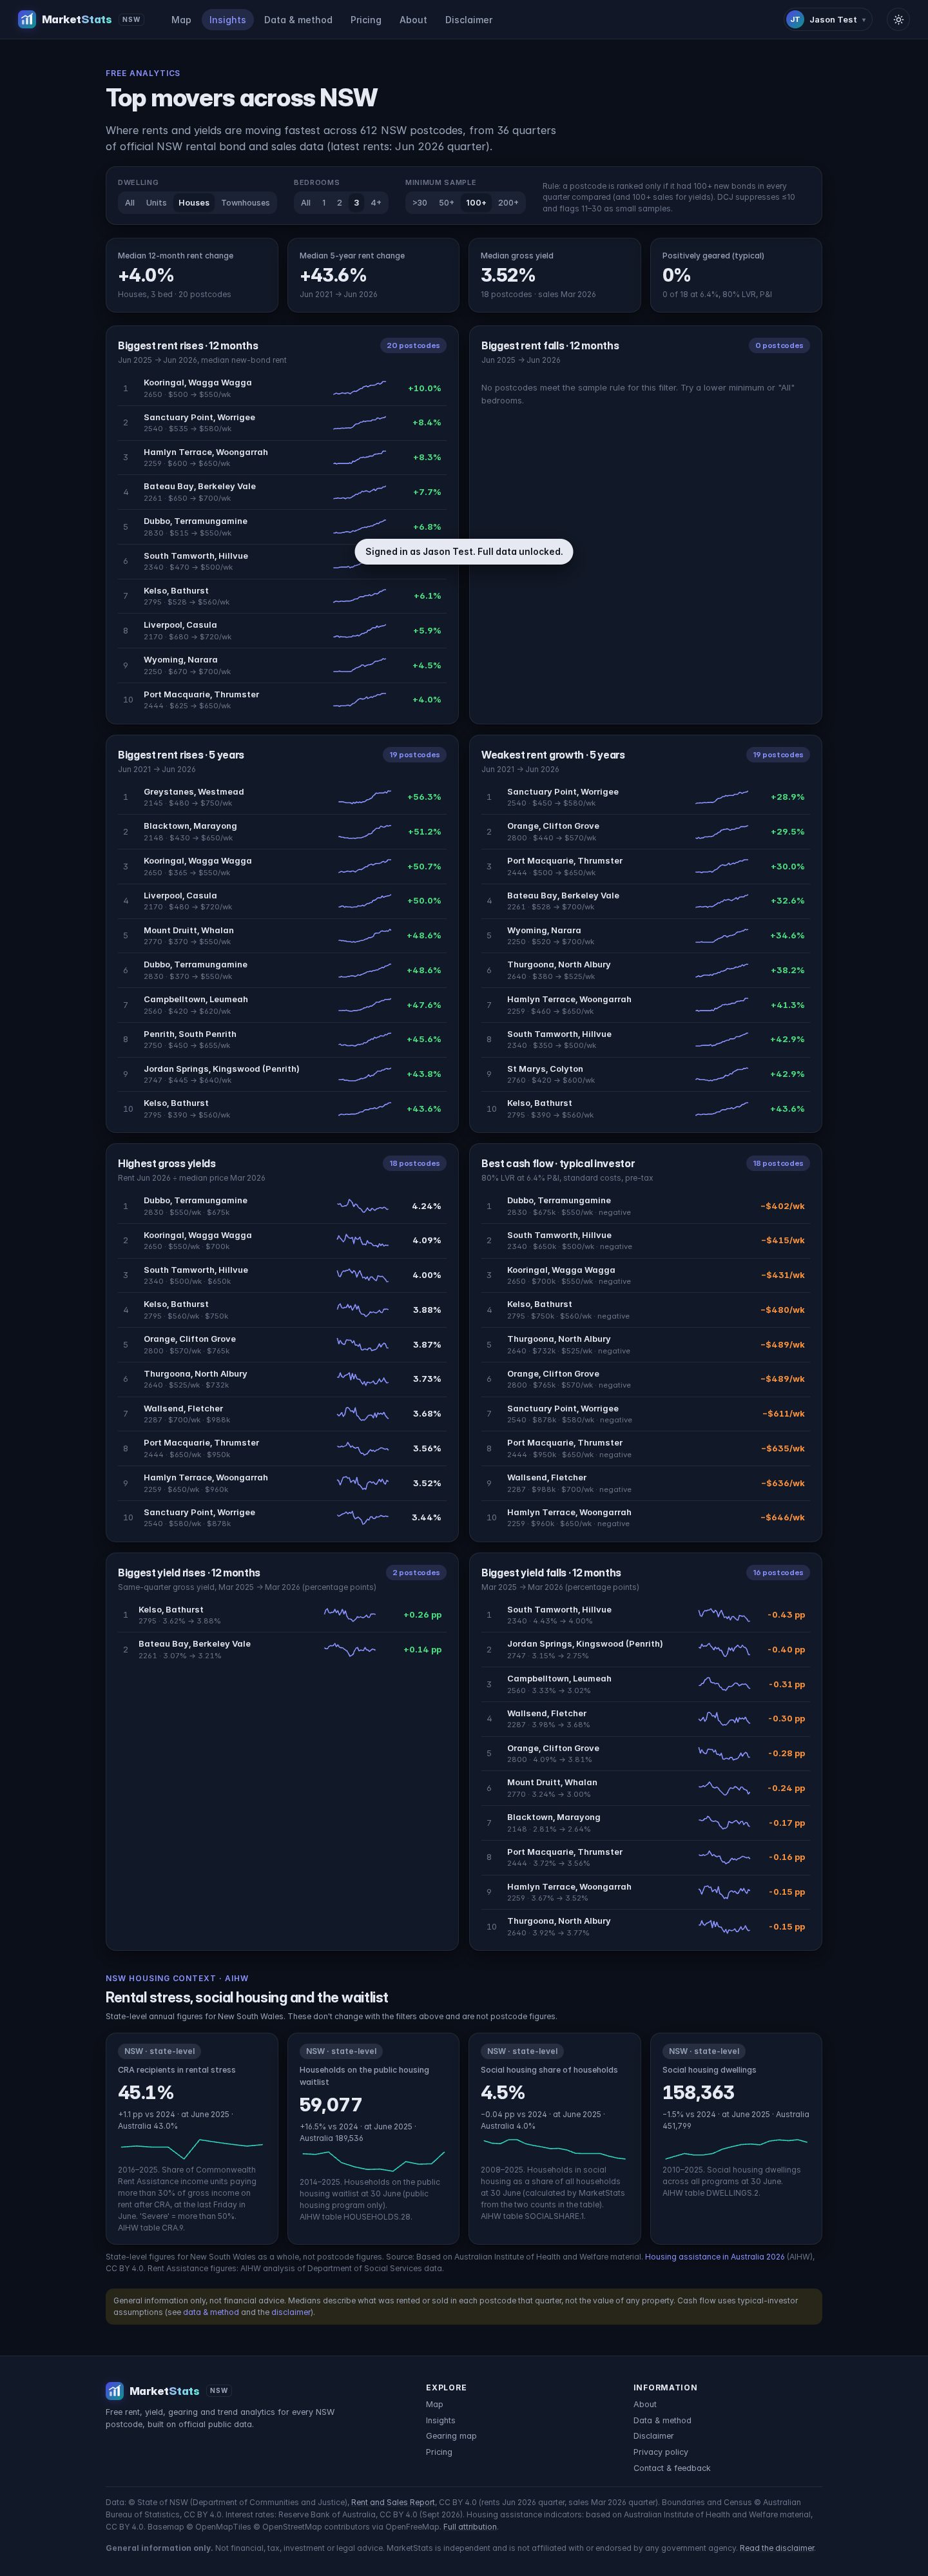 MarketStats NSW
Map Insights Data & method Pricing About Disclaimer
JT Jason Test
FREE ANALYTICS
Top movers across NSW
Where rents and yields are moving fastest across 612 NSW postcodes, from 36 quarters
of official NSW rental bond and sales data (latest rents: Jun 2026 quarter).
DWELLING
All Units Houses Townhouses
BEDROOMS
All 1 2 3 4+
MINIMUM SAMPLE
>30 50+ 100+ 200+
Rule: a postcode is ranked only if it had 100+ new bonds in every
quarter compared (and 100+ sales for yields). DCJ suppresses ≤10
and flags 11–30 as small samples.
Median 12-month rent change
+4.0%
Houses, 3 bed · 20 postcodes
Median 5-year rent change
+43.6%
Jun 2021 → Jun 2026
Median gross yield
3.52%
18 postcodes · sales Mar 2026
Positively geared (typical)
0%
0 of 18 at 6.4%, 80% LVR, P&I
Biggest rent rises · 12 months
20 postcodes
Jun 2025 → Jun 2026, median new-bond rent
1 Kooringal, Wagga Wagga +10.0%
2650 · $500 → $550/wk
2 Sanctuary Point, Worrigee +8.4%
2540 · $535 → $580/wk
3 Hamlyn Terrace, Woongarrah +8.3%
2259 · $600 → $650/wk
4 Bateau Bay, Berkeley Vale +7.7%
2261 · $650 → $700/wk
5 Dubbo, Terramungamine +6.8%
2830 · $515 → $550/wk
6 South Tamworth, Hillvue
2340 · $470 → $500/wk
7 Kelso, Bathurst +6.1%
2795 · $528 → $560/wk
8 Liverpool, Casula +5.9%
2170 · $680 → $720/wk
9 Wyoming, Narara +4.5%
2250 · $670 → $700/wk
10 Port Macquarie, Thrumster +4.0%
2444 · $625 → $650/wk
Biggest rent falls · 12 months
0 postcodes
Jun 2025 → Jun 2026
No postcodes meet the sample rule for this filter. Try a lower minimum or "All"
bedrooms.
Signed in as Jason Test. Full data unlocked.
Biggest rent rises · 5 years
19 postcodes
Jun 2021 → Jun 2026
1 Greystanes, Westmead +56.3%
2145 · $480 → $750/wk
2 Blacktown, Marayong +51.2%
2148 · $430 → $650/wk
3 Kooringal, Wagga Wagga +50.7%
2650 · $365 → $550/wk
4 Liverpool, Casula +50.0%
2170 · $480 → $720/wk
5 Mount Druitt, Whalan +48.6%
2770 · $370 → $550/wk
6 Dubbo, Terramungamine +48.6%
2830 · $370 → $550/wk
7 Campbelltown, Leumeah +47.6%
2560 · $420 → $620/wk
8 Penrith, South Penrith +45.6%
2750 · $450 → $655/wk
9 Jordan Springs, Kingswood (Penrith) +43.8%
2747 · $445 → $640/wk
10 Kelso, Bathurst +43.6%
2795 · $390 → $560/wk
Weakest rent growth · 5 years
19 postcodes
Jun 2021 → Jun 2026
1 Sanctuary Point, Worrigee +28.9%
2540 · $450 → $580/wk
2 Orange, Clifton Grove +29.5%
2800 · $440 → $570/wk
3 Port Macquarie, Thrumster +30.0%
2444 · $500 → $650/wk
4 Bateau Bay, Berkeley Vale +32.6%
2261 · $528 → $700/wk
5 Wyoming, Narara +34.6%
2250 · $520 → $700/wk
6 Thurgoona, North Albury +38.2%
2640 · $380 → $525/wk
7 Hamlyn Terrace, Woongarrah +41.3%
2259 · $460 → $650/wk
8 South Tamworth, Hillvue +42.9%
2340 · $350 → $500/wk
9 St Marys, Colyton +42.9%
2760 · $420 → $600/wk
10 Kelso, Bathurst +43.6%
2795 · $390 → $560/wk
Highest gross yields
18 postcodes
Rent Jun 2026 ÷ median price Mar 2026
1 Dubbo, Terramungamine 4.24%
2830 · $550/wk · $675k
2 Kooringal, Wagga Wagga 4.09%
2650 · $550/wk · $700k
3 South Tamworth, Hillvue 4.00%
2340 · $500/wk · $650k
4 Kelso, Bathurst 3.88%
2795 · $560/wk · $750k
5 Orange, Clifton Grove 3.87%
2800 · $570/wk · $765k
6 Thurgoona, North Albury 3.73%
2640 · $525/wk · $732k
7 Wallsend, Fletcher 3.68%
2287 · $700/wk · $988k
8 Port Macquarie, Thrumster 3.56%
2444 · $650/wk · $950k
9 Hamlyn Terrace, Woongarrah 3.52%
2259 · $650/wk · $960k
10 Sanctuary Point, Worrigee 3.44%
2540 · $580/wk · $878k
Best cash flow · typical investor
18 postcodes
80% LVR at 6.4% P&I, standard costs, pre-tax
1 Dubbo, Terramungamine −$402/wk
2830 · $675k · $550/wk · negative
2 South Tamworth, Hillvue −$415/wk
2340 · $650k · $500/wk · negative
3 Kooringal, Wagga Wagga −$431/wk
2650 · $700k · $550/wk · negative
4 Kelso, Bathurst −$480/wk
2795 · $750k · $560/wk · negative
5 Thurgoona, North Albury −$489/wk
2640 · $732k · $525/wk · negative
6 Orange, Clifton Grove −$489/wk
2800 · $765k · $570/wk · negative
7 Sanctuary Point, Worrigee −$611/wk
2540 · $878k · $580/wk · negative
8 Port Macquarie, Thrumster −$635/wk
2444 · $950k · $650/wk · negative
9 Wallsend, Fletcher −$636/wk
2287 · $988k · $700/wk · negative
10 Hamlyn Terrace, Woongarrah −$646/wk
2259 · $960k · $650/wk · negative
Biggest yield rises · 12 months
2 postcodes
Same-quarter gross yield, Mar 2025 → Mar 2026 (percentage points)
1 Kelso, Bathurst +0.26 pp
2795 · 3.62% → 3.88%
2 Bateau Bay, Berkeley Vale +0.14 pp
2261 · 3.07% → 3.21%
Biggest yield falls · 12 months
16 postcodes
Mar 2025 → Mar 2026 (percentage points)
1 South Tamworth, Hillvue -0.43 pp
2340 · 4.43% → 4.00%
2 Jordan Springs, Kingswood (Penrith) -0.40 pp
2747 · 3.15% → 2.75%
3 Campbelltown, Leumeah -0.31 pp
2560 · 3.33% → 3.02%
4 Wallsend, Fletcher -0.30 pp
2287 · 3.98% → 3.68%
5 Orange, Clifton Grove -0.28 pp
2800 · 4.09% → 3.81%
6 Mount Druitt, Whalan -0.24 pp
2770 · 3.24% → 3.00%
7 Blacktown, Marayong -0.17 pp
2148 · 2.81% → 2.64%
8 Port Macquarie, Thrumster -0.16 pp
2444 · 3.72% → 3.56%
9 Hamlyn Terrace, Woongarrah -0.15 pp
2259 · 3.67% → 3.52%
10 Thurgoona, North Albury -0.15 pp
2640 · 3.92% → 3.77%
NSW HOUSING CONTEXT · AIHW
Rental stress, social housing and the waitlist
State-level annual figures for New South Wales. These don't change with the filters above and are not postcode figures.
NSW · state-level
CRA recipients in rental stress
45.1%
+1.1 pp vs 2024 · at June 2025 ·
Australia 43.0%
2016–2025. Share of Commonwealth
Rent Assistance income units paying
more than 30% of gross income on
rent after CRA, at the last Friday in
June. 'Severe' = more than 50%.
AIHW table CRA.9.
NSW · state-level
Households on the public housing
waitlist
59,077
+16.5% vs 2024 · at June 2025 ·
Australia 189,536
2014–2025. Households on the public
housing waitlist at 30 June (public
housing program only).
AIHW table HOUSEHOLDS.28.
NSW · state-level
Social housing share of households
4.5%
−0.04 pp vs 2024 · at June 2025 ·
Australia 4.0%
2008–2025. Households in social
housing as a share of all households
at 30 June (calculated by MarketStats
from the two counts in the table).
AIHW table SOCIALSHARE.1.
NSW · state-level
Social housing dwellings
158,363
−1.5% vs 2024 · at June 2025 · Australia
451,799
2010–2025. Social housing dwellings
across all programs at 30 June.
AIHW table DWELLINGS.2.
State-level figures for New South Wales as a whole, not postcode figures. Source: Based on Australian Institute of Health and Welfare material. Housing assistance in Australia 2026 (AIHW),
CC BY 4.0. Rent Assistance figures: AIHW analysis of Department of Social Services data.
General information only, not financial advice. Medians describe what was rented or sold in each postcode that quarter, not the value of any property. Cash flow uses typical-investor
assumptions (see data & method and the disclaimer).
MarketStats NSW
Free rent, yield, gearing and trend analytics for every NSW
postcode, built on official public data.
EXPLORE
Map
Insights
Gearing map
Pricing
INFORMATION
About
Data & method
Disclaimer
Privacy policy
Contact & feedback
Data: © State of NSW (Department of Communities and Justice), Rent and Sales Report, CC BY 4.0 (rents Jun 2026 quarter, sales Mar 2026 quarter). Boundaries and Census © Australian
Bureau of Statistics, CC BY 4.0. Interest rates: Reserve Bank of Australia, CC BY 4.0 (Sept 2026). Housing assistance indicators: based on Australian Institute of Health and Welfare material,
CC BY 4.0. Basemap © OpenMapTiles © OpenStreetMap contributors via OpenFreeMap. Full attribution.
General information only. Not financial, tax, investment or legal advice. MarketStats is independent and is not affiliated with or endorsed by any government agency. Read the disclaimer.